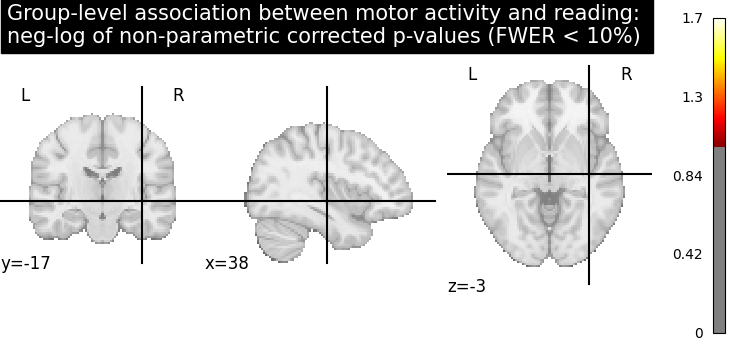 Group-level association between motor activity and reading:
neg-log of non-parametric corrected p-values (FWER < 10%)
L R
L R
y=-17
x=38
z=-3
1.7
1.3
0.84
0.42
0